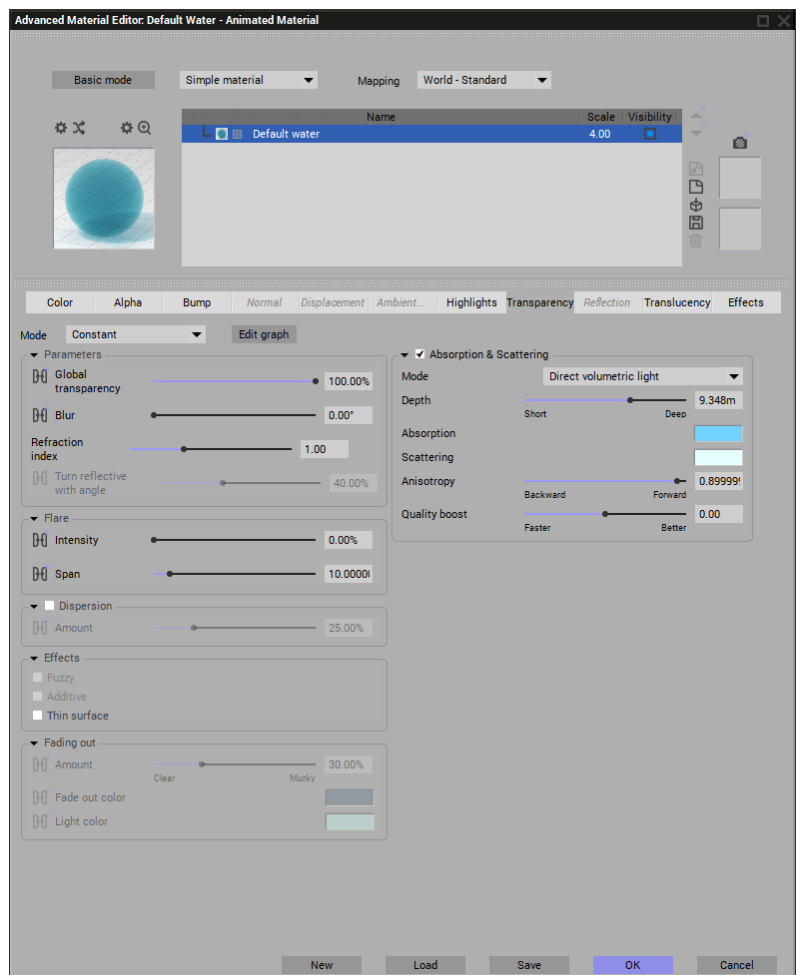 Advanced Material Editor: Default Water - Animated Material
Basic mode
Simple material
Mapping
World - Standard
Name
Scale
Visibility
Default water
4.00
Color
Alpha
Bump
Normal
Displacement
Ambient...
Highlights
Transparency
Reflection
Translucency
Effects
Mode
Constant
Edit graph
Parameters
Global
transparency
100.00%
Blur
0.00°
Refraction
index
1.00
Turn reflective
with angle
40.00%
Flare
Intensity
0.00%
Span
10.0000
Dispersion
Amount
25.00%
Effects
Fuzzy
Additive
Thin surface
Fading out
Amount
30.00%
Clear
Murky
Fade out color
Light color
Absorption & Scattering
Mode
Direct volumetric light
Depth
9.348m
Short
Deep
Absorption
Scattering
Anisotropy
0.89999
Backward
Forward
Quality boost
0.00
Faster
Better
New
Load
Save
OK
Cancel